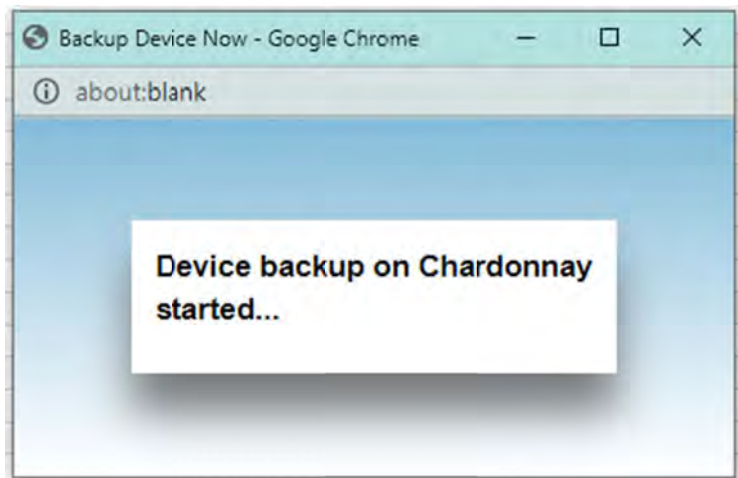 Backup Device Now - Google Chrome
about:blank
Device backup on Chardonnay
started...